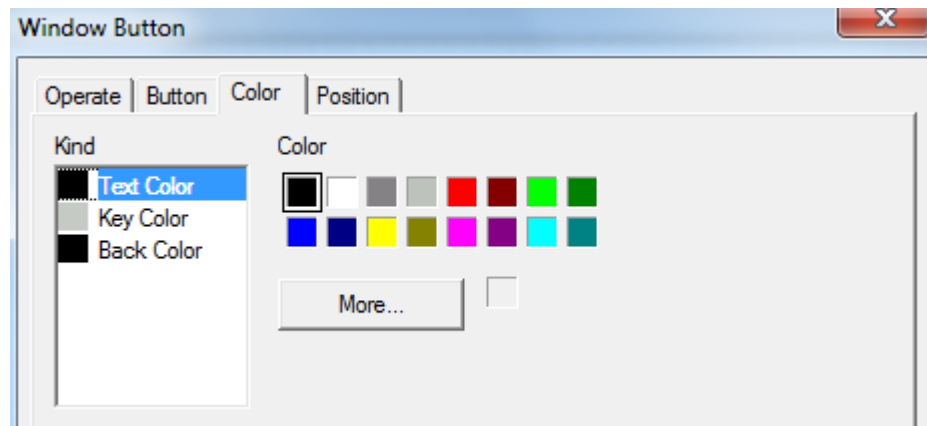 Window Button
X
Operate Button Color Position
Kind Color
Text Color
Key Color
Back Color
More...